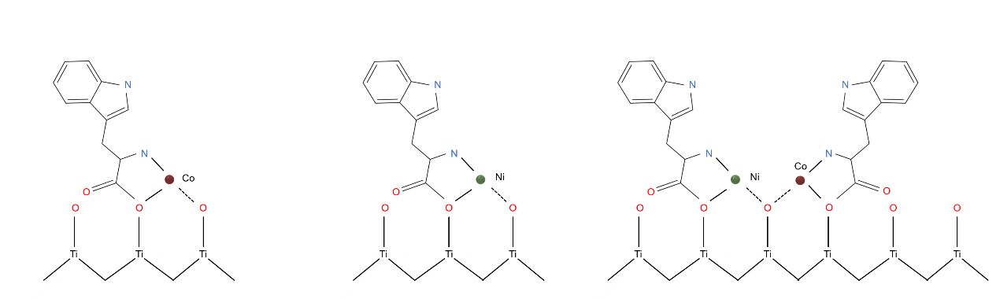 N N N N
N N N N
Co Ni Ni Co
O O O O
O O O O O O O O O O O O
Ti Ti Ti Ti Ti Ti Ti Ti Ti Ti Ti Ti